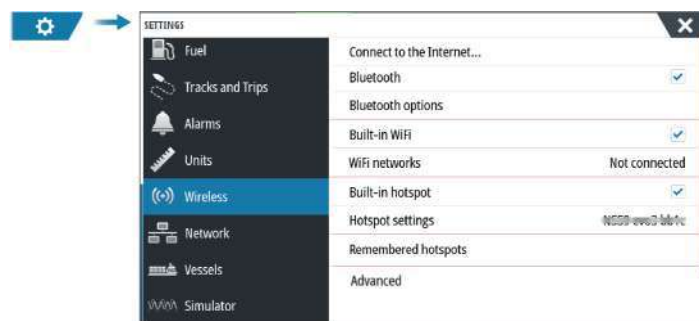 SETTINGS
Fuel
Tracks and Trips
Alarms
Units
Wireless
Network
Vessels
Simulator
Connect to the Internet...
Bluetooth
Bluetooth options
Built-in WiFi
WiFi networks Not connected
Built-in hotspot
Hotspot settings
Remembered hotspots
Advanced